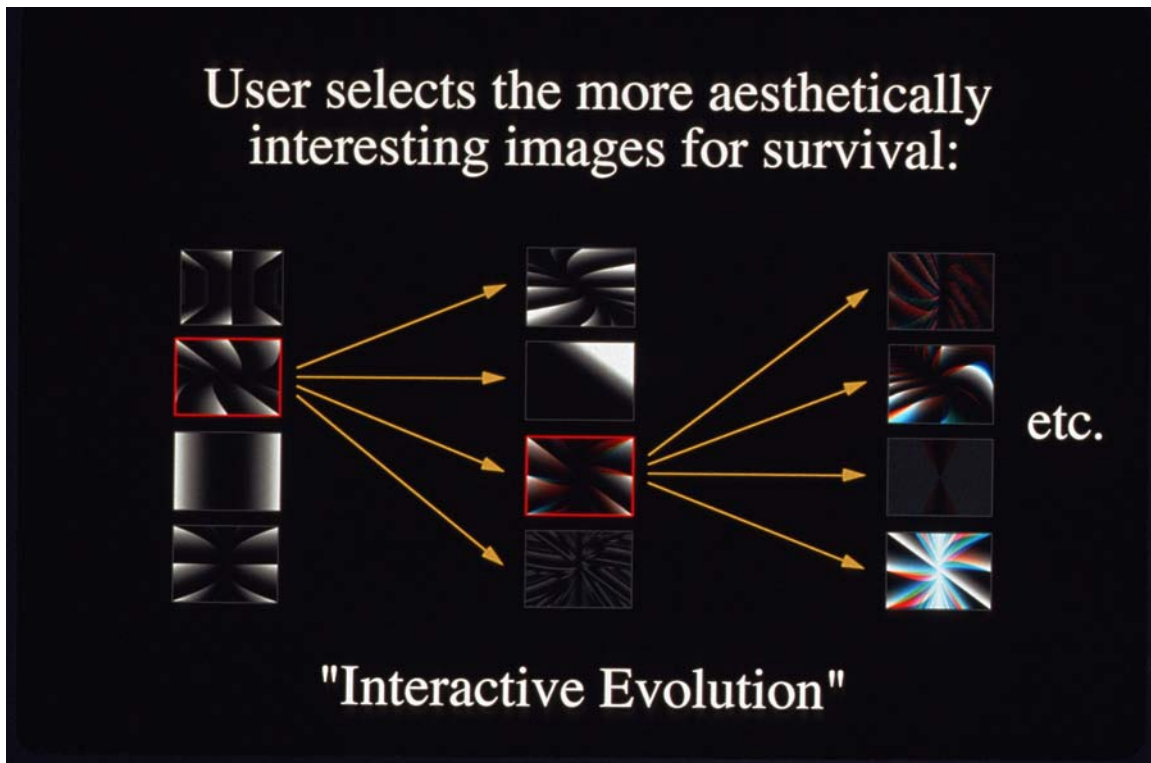 User selects the more aesthetically
interesting images for survival:
etc.
"Interactive Evolution"